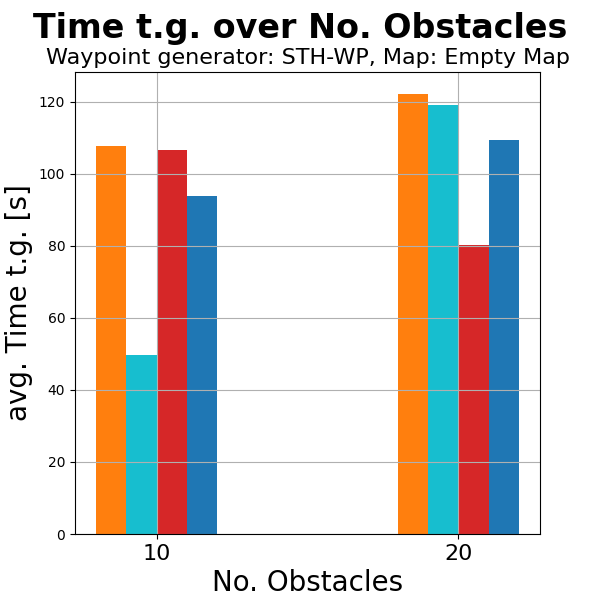 Time t.g. over No. Obstacles
Waypoint generator: STH-WP, Map: Empty Map
avg. Time t.g. [s]
120
100
80
60
40
20
0
10 20
No. Obstacles